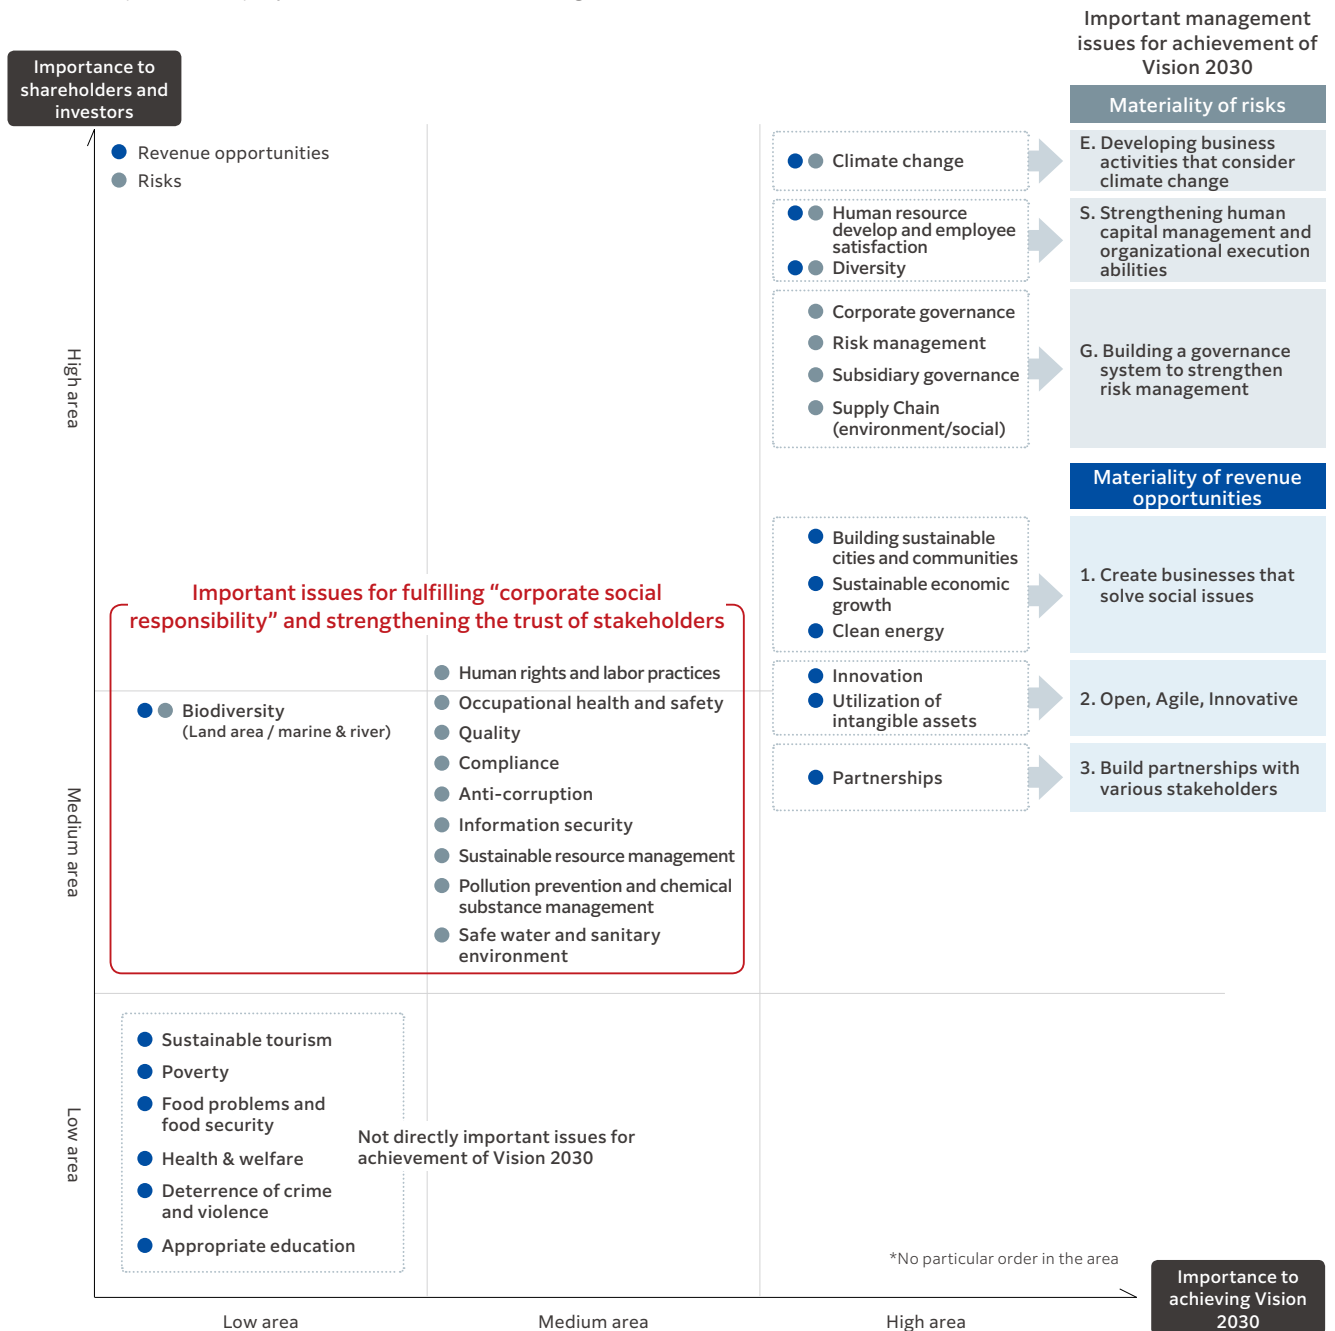 Important management
issues for achievement of
Vision 2030
Importance to
shareholders and
investors
Materiality of risks
Revenue opportunities
Risks
Climate change
E. Developing business
activities that consider
climate change
Human resource
develop and employee
satisfaction
Diversity
S. Strengthening human
capital management and
organizational execution
abilities
Corporate governance
Risk management
Subsidiary governance
Supply Chain
(environment/social)
G. Building a governance
system to strengthen
risk management
High area
Materiality of revenue
opportunities
Building sustainable
cities and communities
Sustainable economic
growth
Clean energy
1. Create businesses that
solve social issues
Important issues for fulfilling “corporate social
responsibility” and strengthening the trust of stakeholders
Human rights and labor practices
Occupational health and safety
Quality
Compliance
Anti-corruption
Information security
Sustainable resource management
Pollution prevention and chemical
substance management
Safe water and sanitary
environment
Biodiversity
(Land area / marine & river)
Innovation
Utilization of
intangible assets
2. Open, Agile, Innovative
Partnerships
3. Build partnerships with
various stakeholders
Medium area
Sustainable tourism
Poverty
Food problems and
food security
Health & welfare
Deterrence of crime
and violence
Appropriate education
Not directly important issues for
achievement of Vision 2030
Low area
*No particular order in the area
Importance to
achieving Vision
2030
Low area
Medium area
High area